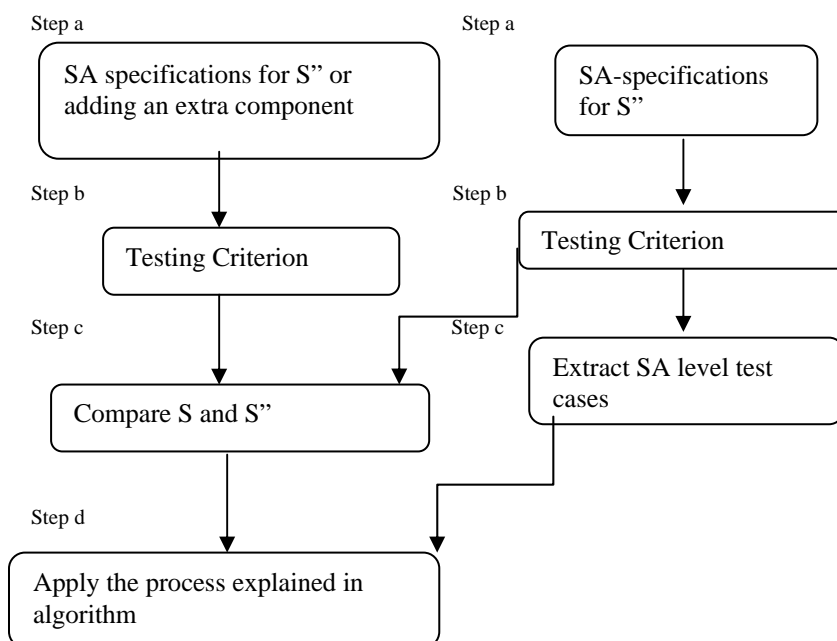 Step a
Step a
SA specifications for S” or
adding an extra component
SA-specifications
for S”
Step b
Step b
Testing Criterion
Testing Criterion
Step c
Step c
Compare S and S”
Extract SA level test
cases
Step d
Apply the process explained in
algorithm